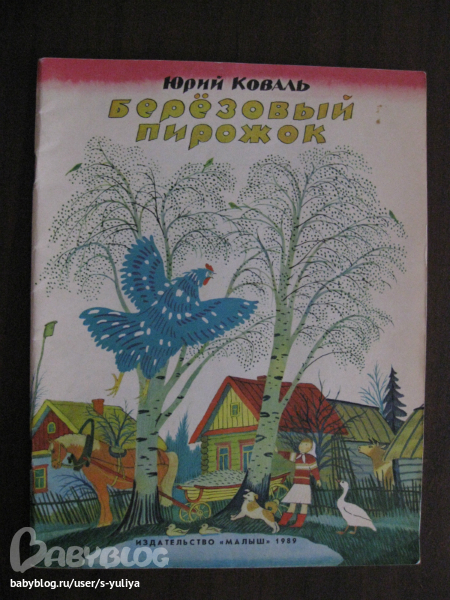 Юрий Коваль
Берёзовый
пирожок
ИЗДАТЕЛЬСТВО «МАЛЫШ» 1989
BABYBLOG
babyblog.ru/user/s-yuliya